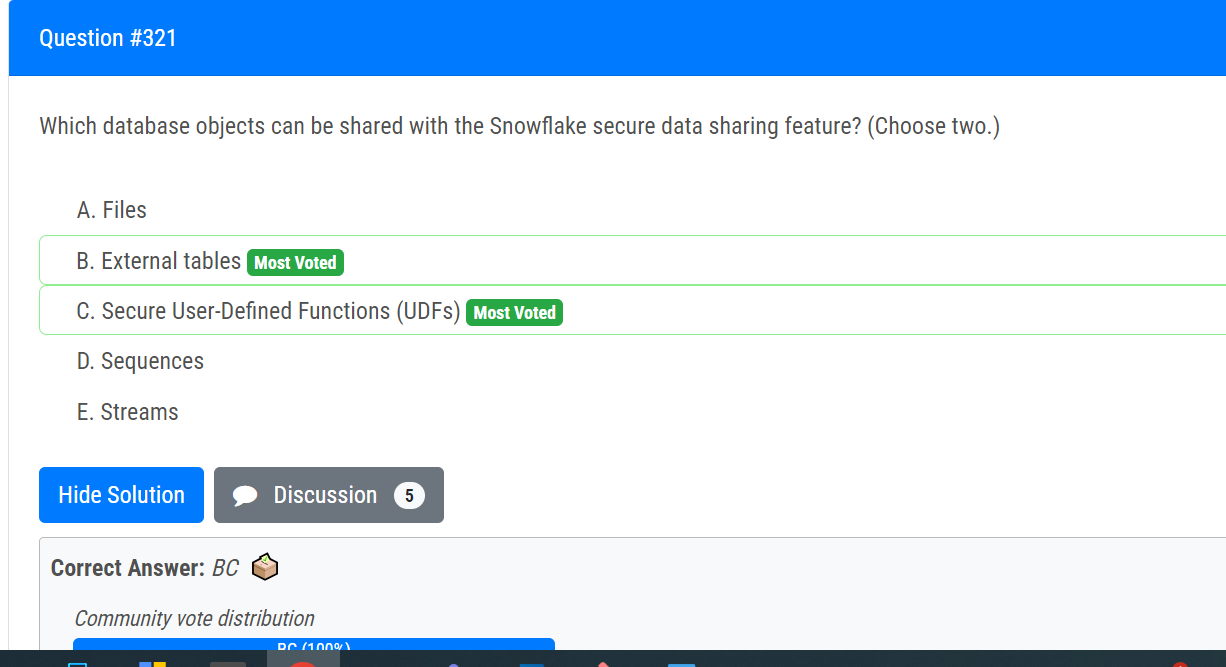 Question #321
Which database objects can be shared with the Snowflake secure data sharing feature? (Choose two.)
A. Files
B. External tables Most Voted
C. Secure User-Defined Functions (UDFs) Most Voted
D. Sequences
E. Streams
Hide Solution Discussion 5
Correct Answer: BC
Community vote distribution
BC (100%)